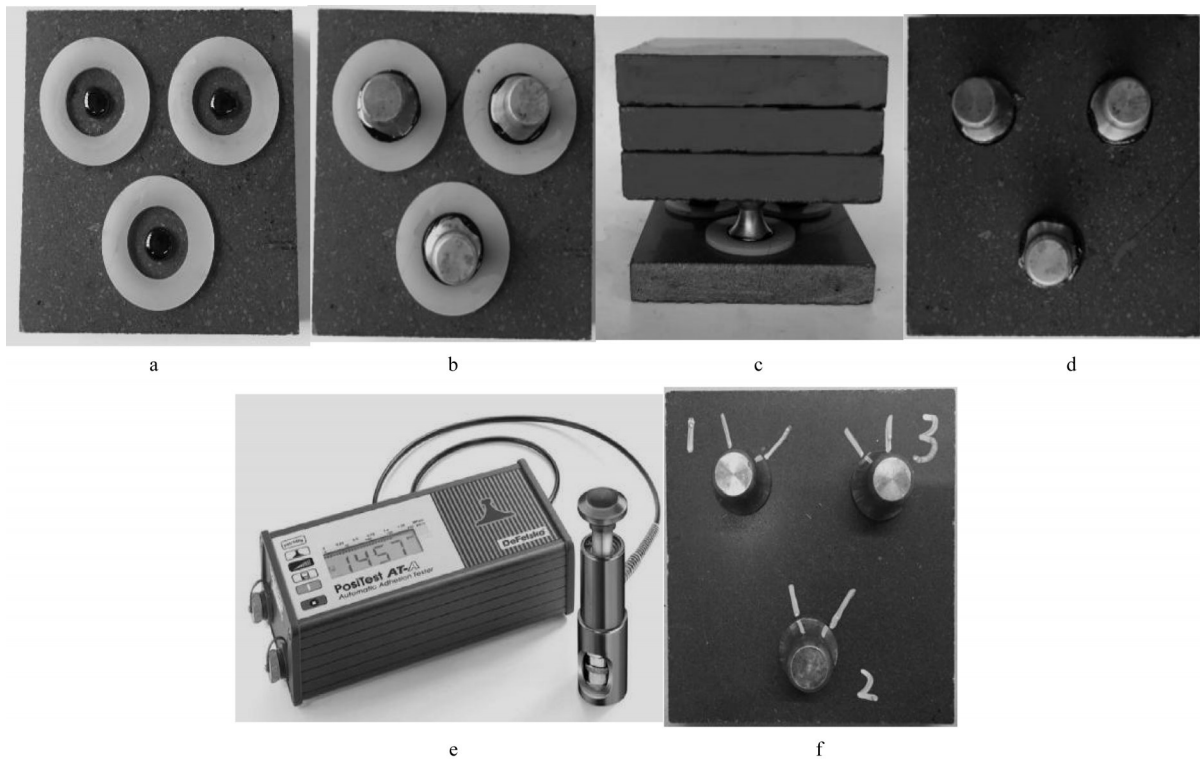 a
b
c
d
1457
DeFelsko
PosiTest AT-A
Automatic Adhesion Tester
1
3
2
e
f